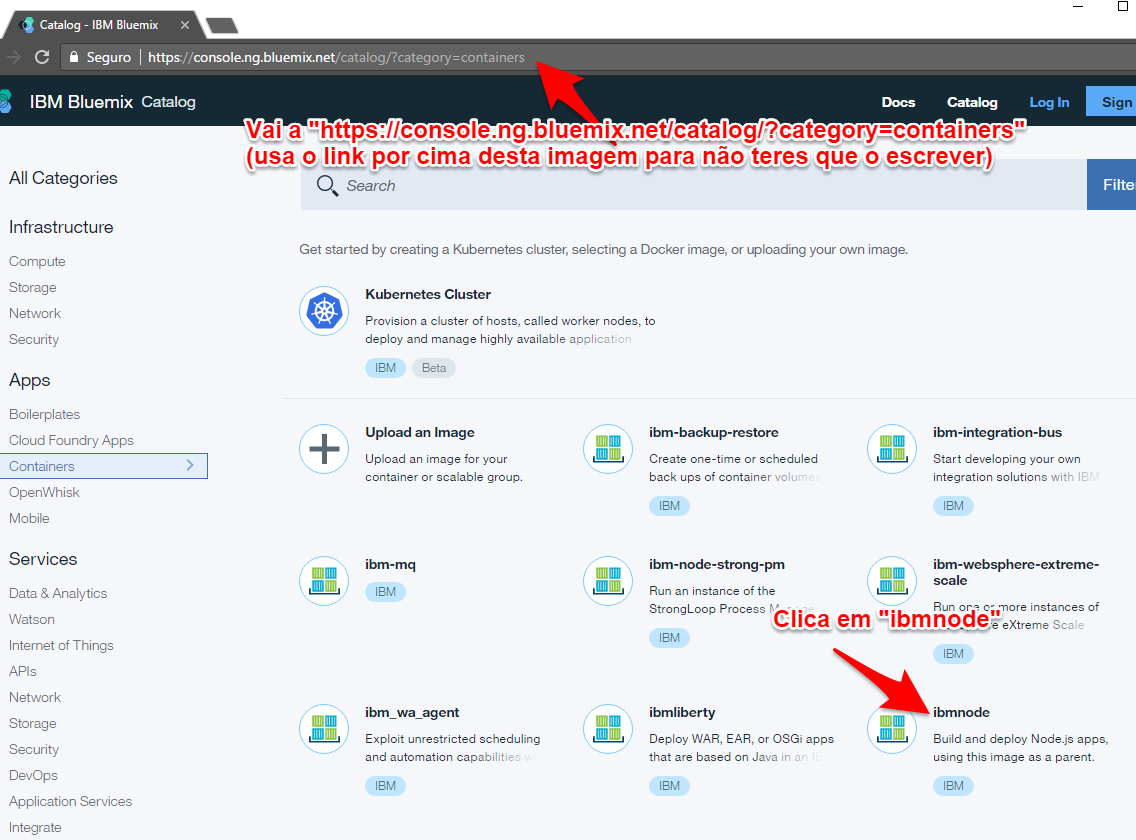 Catalog - IBM Bluemix
Seguro https://console.ng.bluemix.net/catalog/?category=containers
IBM Bluemix Catalog
Docs Catalog Log In Sign
Vai a "https://console.ng.bluemix.net/catalog/?category=containers"
(usa o link por cima desta imagem para não teres que o escrever)
All Categories
Infrastructure
Compute
Storage
Network
Security
Apps
Boilerplates
Cloud Foundry Apps
Containers
OpenWhisk
Mobile
Services
Data & Analytics
Watson
Internet of Things
APIs
Network
Storage
Security
DevOps
Application Services
Integrate
Search
Filter
Get started by creating a Kubernetes cluster, selecting a Docker image, or uploading your own image.
Kubernetes Cluster
Provision a cluster of hosts, called worker nodes, to
deploy and manage highly available application
IBM Beta
Upload an Image
Upload an image for your
container or scalable group.
ibm-backup-restore
Create one-time or scheduled
back ups of container volumes
IBM
ibm-integration-bus
Start developing your own
integration solutions with IBM
IBM
ibm-mq
IBM
ibm-node-strong-pm
Run an instance of the
StrongLoop Process
IBM
ibm-websphere-extreme-
scale
Run one or more instances of
eXtreme Scale
IBM
Clica em "ibmnode"
ibm_wa_agent
Exploit unrestricted scheduling
and automation capabilities
IBM
ibmliberty
Deploy WAR, EAR, or OSGi apps
that are based on Java in an
IBM
ibmnode
Build and deploy Node.js apps,
using this image as a parent.
IBM